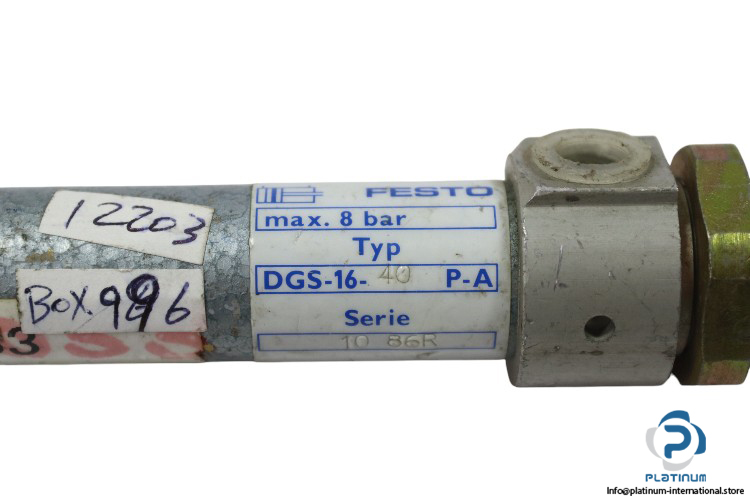 12203
BOX.996
33
FESTO
max. 8 bar
Typ
DGS-16- 40 P-A
Serie
10 86R
PLATINUM
Info@platinum-international.store